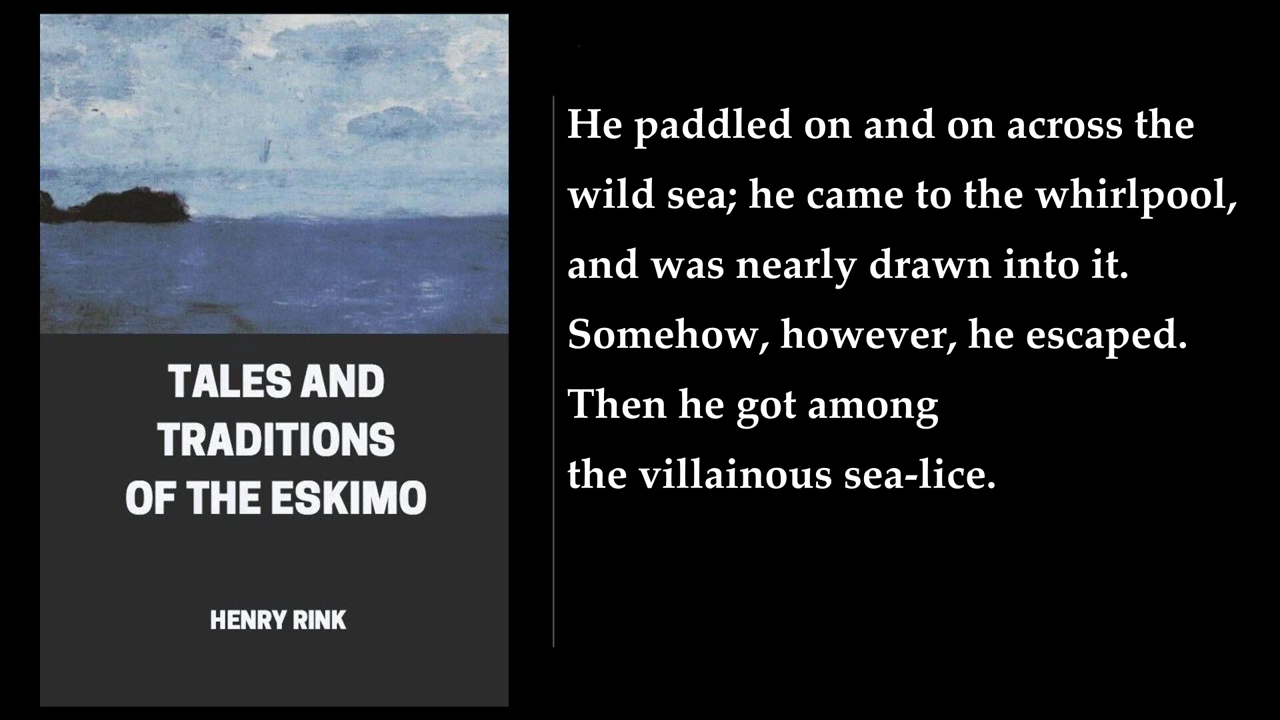 TALES AND
TRADITIONS
OF THE ESKIMO
HENRY RINK
He paddled on and on across the
wild sea; he came to the whirlpool,
and was nearly drawn into it.
Somehow, however, he escaped.
Then he got among
the villainous sea-lice.